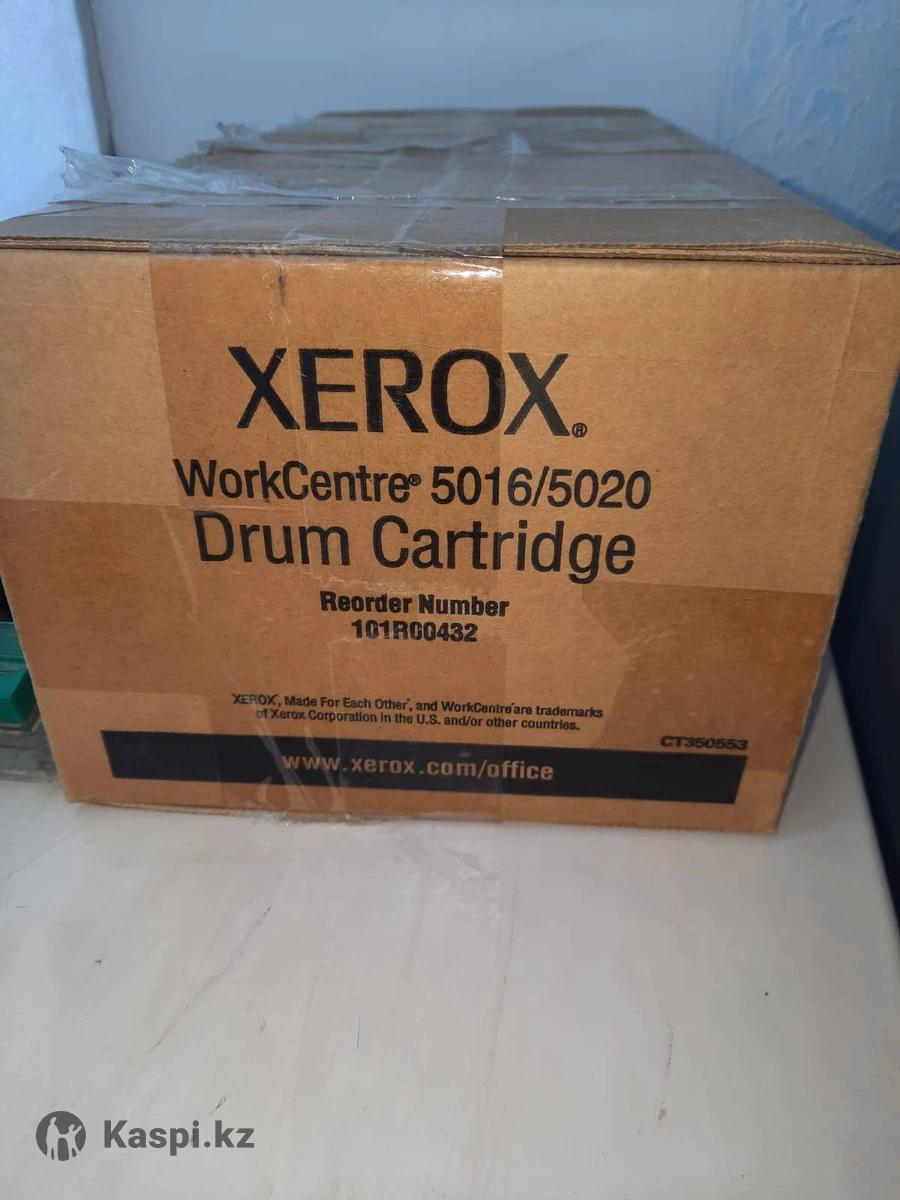 XEROX®
WorkCentre® 5016/5020
Drum Cartridge
Reorder Number
101R00432
XEROX®, Made For Each Other®, and WorkCentre® are trademarks
of Xerox Corporation in the U.S. and/or other countries.
CT350553
www.xerox.com/office
Kaspi.kz